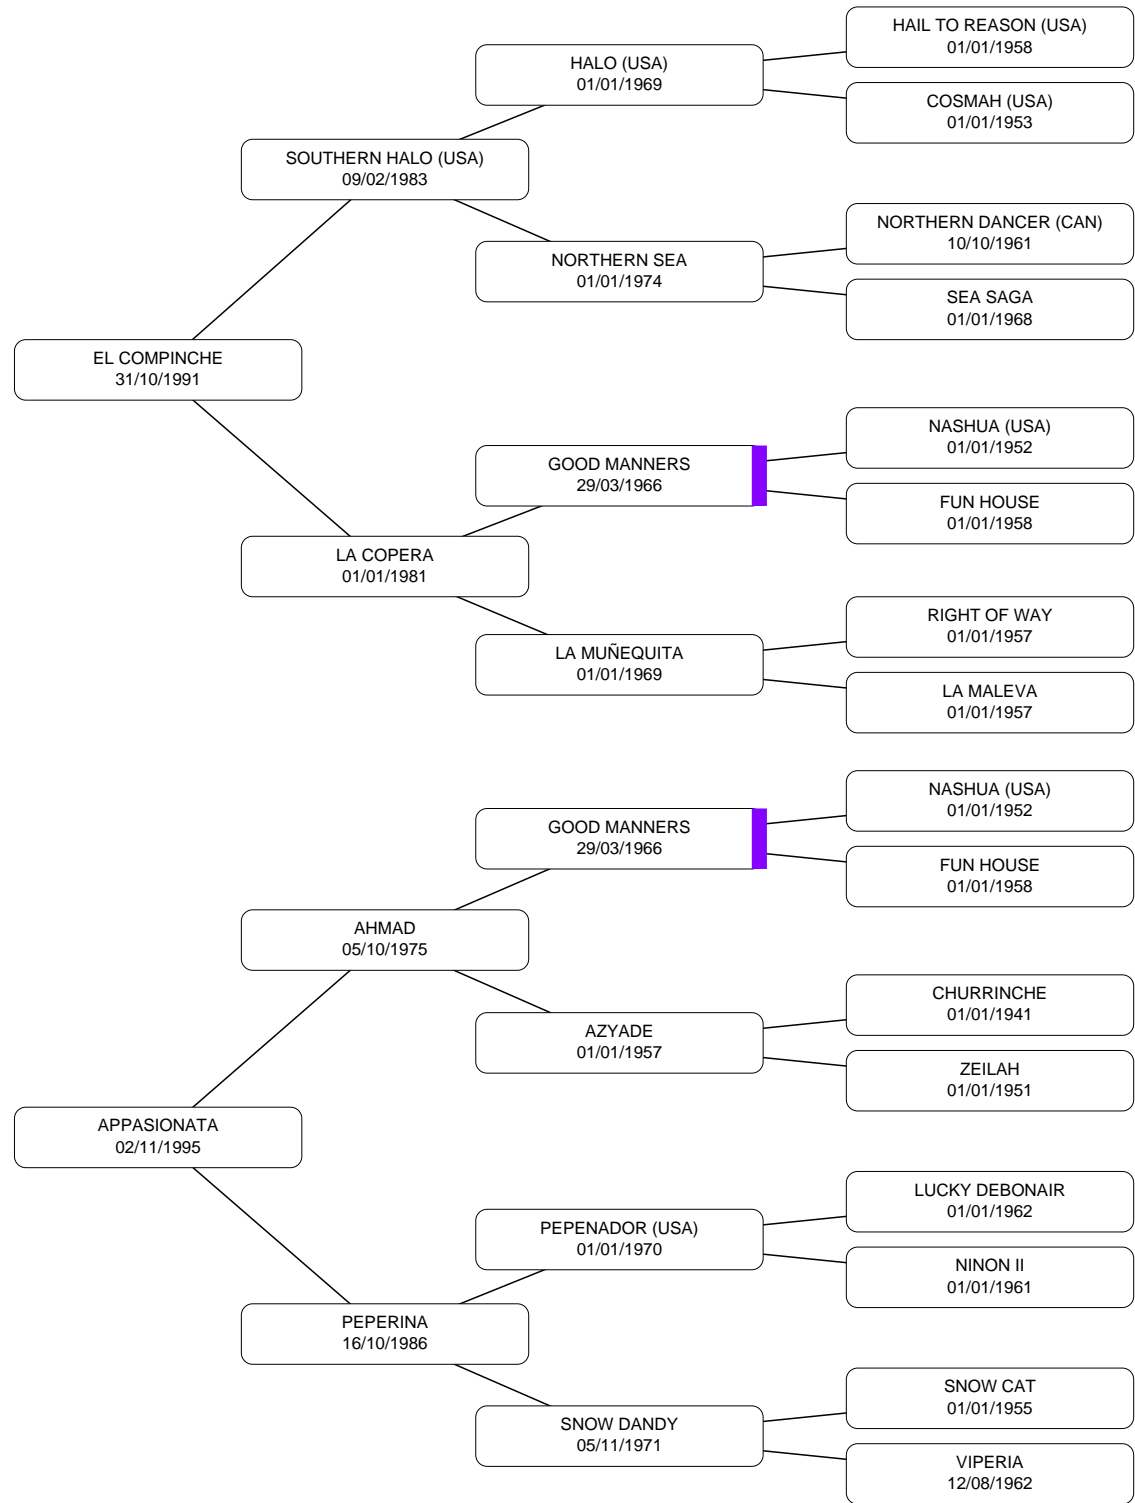 HAIL TO REASON (USA)
01/01/1958
HALO (USA)
01/01/1969
COSMAH (USA)
01/01/1953
SOUTHERN HALO (USA)
09/02/1983
NORTHERN DANCER (CAN)
10/10/1961
NORTHERN SEA
01/01/1974
SEA SAGA
01/01/1968
EL COMPINCHE
31/10/1991
NASHUA (USA)
01/01/1952
GOOD MANNERS
29/03/1966
FUN HOUSE
01/01/1958
LA COPERA
01/01/1981
RIGHT OF WAY
01/01/1957
LA MUÑEQUITA
01/01/1969
LA MALEVA
01/01/1957
NASHUA (USA)
01/01/1952
GOOD MANNERS
29/03/1966
FUN HOUSE
01/01/1958
AHMAD
05/10/1975
CHURRINCHE
01/01/1941
AZYADE
01/01/1957
ZEILAH
01/01/1951
APPASIONATA
02/11/1995
LUCKY DEBONAIR
01/01/1962
PEPENADOR (USA)
01/01/1970
NINON II
01/01/1961
PEPERINA
16/10/1986
SNOW CAT
01/01/1955
SNOW DANDY
05/11/1971
VIPERIA
12/08/1962